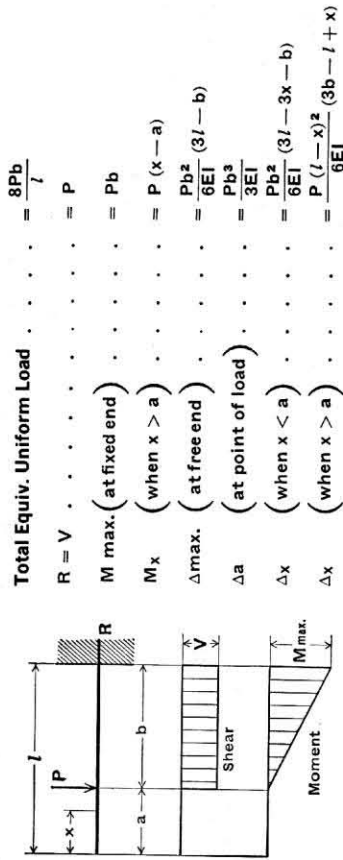 Total Equiv. Uniform Load . . . . = 8Pb / l
R = V . . . . . . . . . = P
M max. (at fixed end) . . . . . = Pb
Mx (when x > a) . . . . . = P (x — a)
Δmax. (at free end) . . . . . = Pb² / 6EI (3l — b)
Δa (at point of load) . . . . = Pb³ / 3EI
Δx (when x < a) . . . . . = Pb² / 6EI (3l — 3x — b)
Δx (when x > a) . . . . . = P (l — x)² / 6EI (3b — l + x)
l
P
x
R
a
b
V
Shear
M max.
Moment